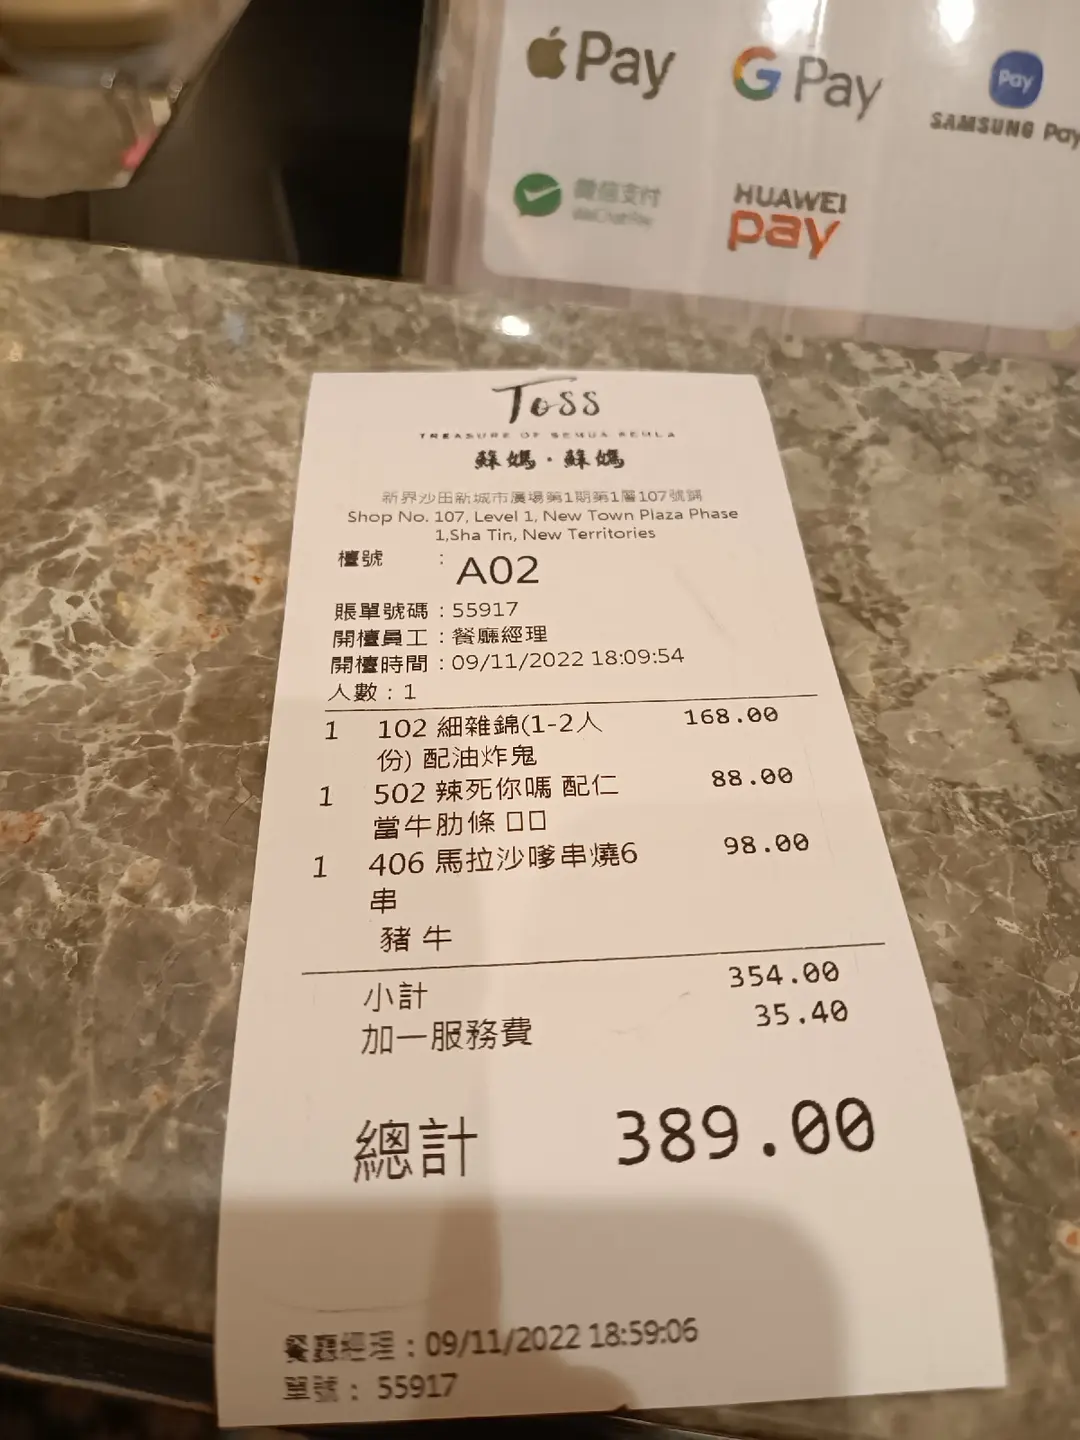 Pay
G Pay
Pay
SAMSUNG Pay
微信支付
WeChat Pay
HUAWEI
pay
Toss
TREASURE OF SEMUA SEMLA
蘇媽·蘇媽
新界沙田新城市廣場第1期第1層107號舖
Shop No. 107, Level 1, New Town Plaza Phase
1,Sha Tin, New Territories
檯號 : A02
賬單號碼 : 55917
開檯員工 : 餐廳經理
開檯時間 : 09/11/2022 18:09:54
人數 : 1
1 102 細雜錦(1-2人 168.00
份) 配油炸鬼
1 502 辣死你嗎 配仁 88.00
當牛肋條 □□
1 406 馬拉沙嗲串燒6 98.00
串
豬 牛
小計 354.00
加一服務費 35.40
總計 389.00
餐廳經理 : 09/11/2022 18:59:06
單號 : 55917